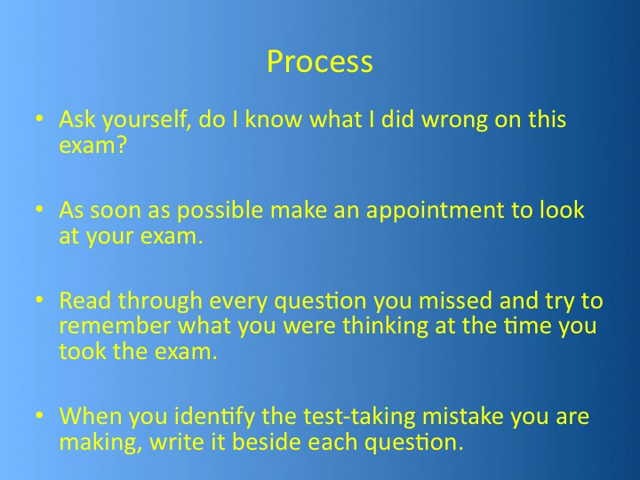 Process
• Ask yourself, do I know what I did wrong on this
exam?
• As soon as possible make an appointment to look
at your exam.
• Read through every question you missed and try to
remember what you were thinking at the time you
took the exam.
• When you identify the test-taking mistake you are
making, write it beside each question.